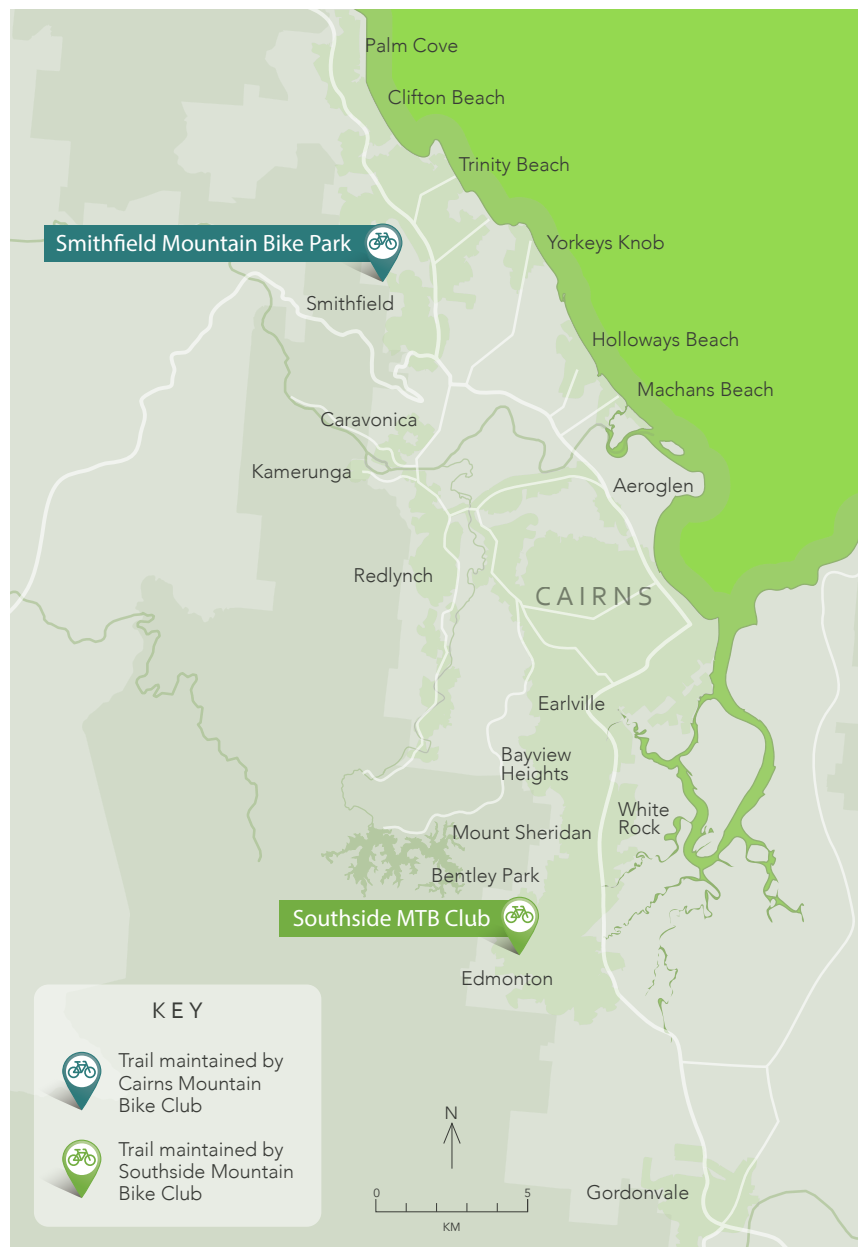 Palm Cove
Clifton Beach
Trinity Beach
Smithfield Mountain Bike Park
Yorkeys Knob
Smithfield
Holloways Beach
Machans Beach
Caravonica
Kamerunga
Aeroglen
Redlynch
CAIRNS
Earlville
Bayview
Heights
White
Rock
Mount Sheridan
Bentley Park
Southside MTB Club
Edmonton
KEY
Trail maintained by
Cairns Mountain
Bike Club
Trail maintained by
Southside Mountain
Bike Club
N
0 5
KM
Gordonvale